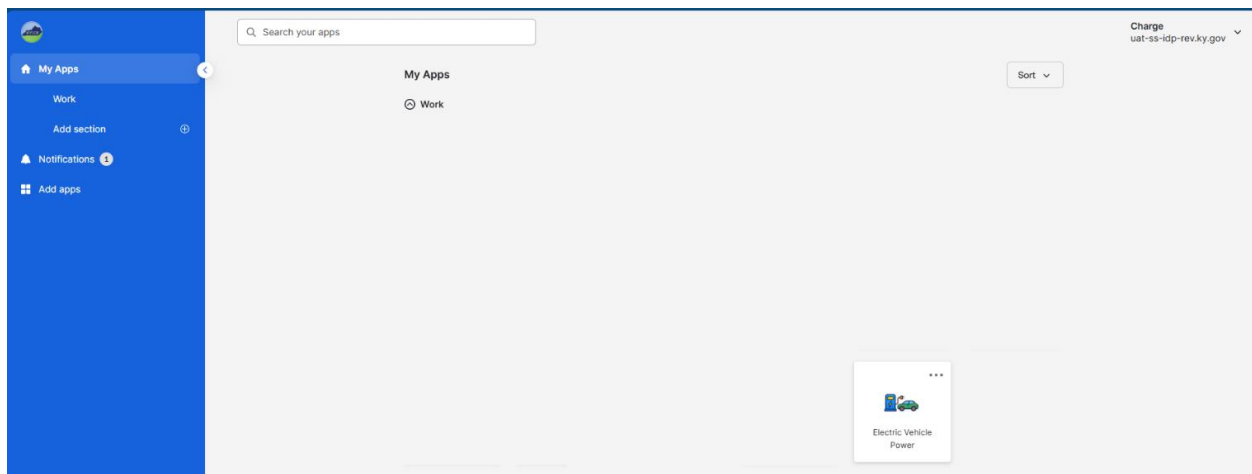 Search your apps
Charge
uat-ss-idp-rev.ky.gov
My Apps
Work
Add section
Notifications 1
Add apps
My Apps
Sort
Work
Electric Vehicle
Power